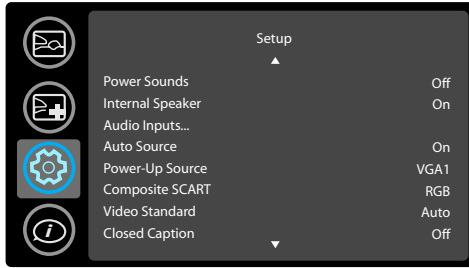 Setup
Power Sounds Off
Internal Speaker On
Audio Inputs...
Auto Source On
Power-Up Source VGA1
Composite SCART RGB
Video Standard Auto
Closed Caption Off
i